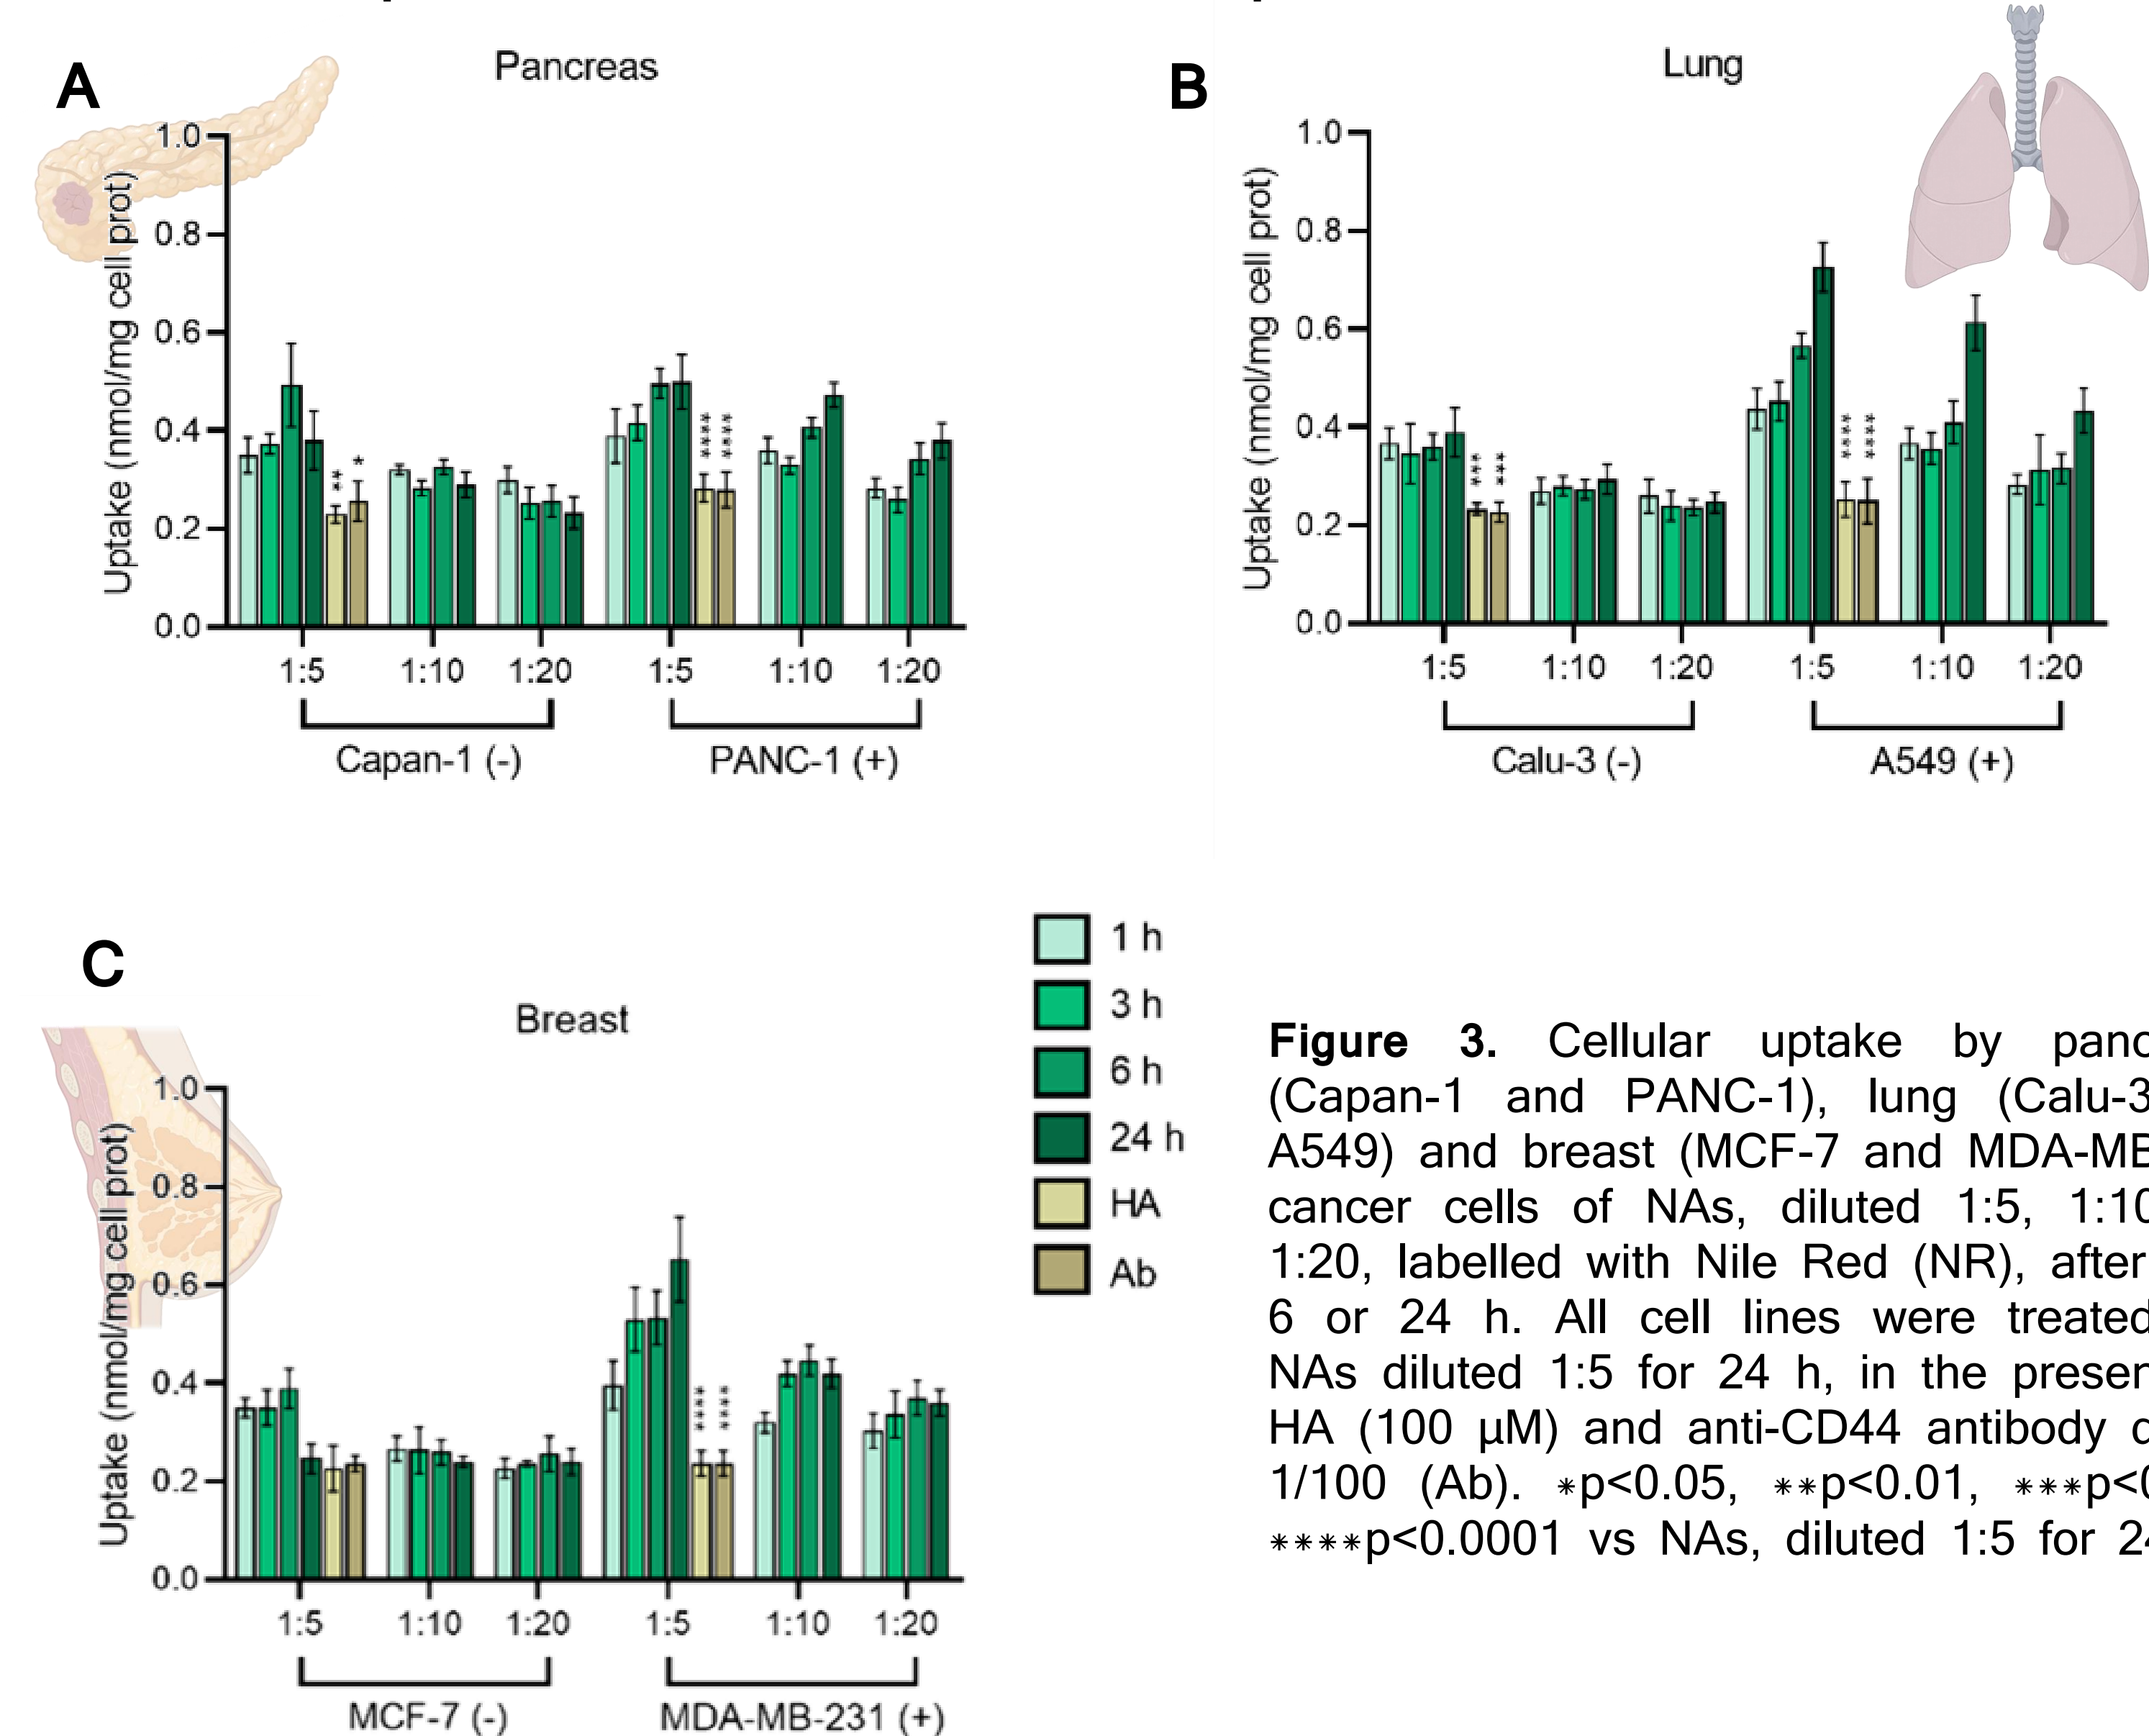 A
Pancreas
Uptake (nmol/mg cell prot)
1.0
0.8
0.6
0.4
0.2
0.0
**
*
****
****
1:5 1:10 1:20 1:5 1:10 1:20
Capan-1 (-) PANC-1 (+)
B
Lung
Uptake (nmol/mg cell prot)
1.0
0.8
0.6
0.4
0.2
0.0
***
***
****
****
1:5 1:10 1:20 1:5 1:10 1:20
Calu-3 (-) A549 (+)
C
Breast
Uptake (nmol/mg cell prot)
1.0
0.8
0.6
0.4
0.2
0.0
****
****
1:5 1:10 1:20 1:5 1:10 1:20
MCF-7 (-) MDA-MB-231 (+)
1 h
3 h
6 h
24 h
HA
Ab
Figure 3. Cellular uptake by panc
(Capan-1 and PANC-1), lung (Calu-3
A549) and breast (MCF-7 and MDA-MB
cancer cells of NAs, diluted 1:5, 1:10
1:20, labelled with Nile Red (NR), after
6 or 24 h. All cell lines were treated
NAs diluted 1:5 for 24 h, in the presen
HA (100 µM) and anti-CD44 antibody
1/100 (Ab). *p<0.05, **p<0.01, ***p<0
****p<0.0001 vs NAs, diluted 1:5 for 24